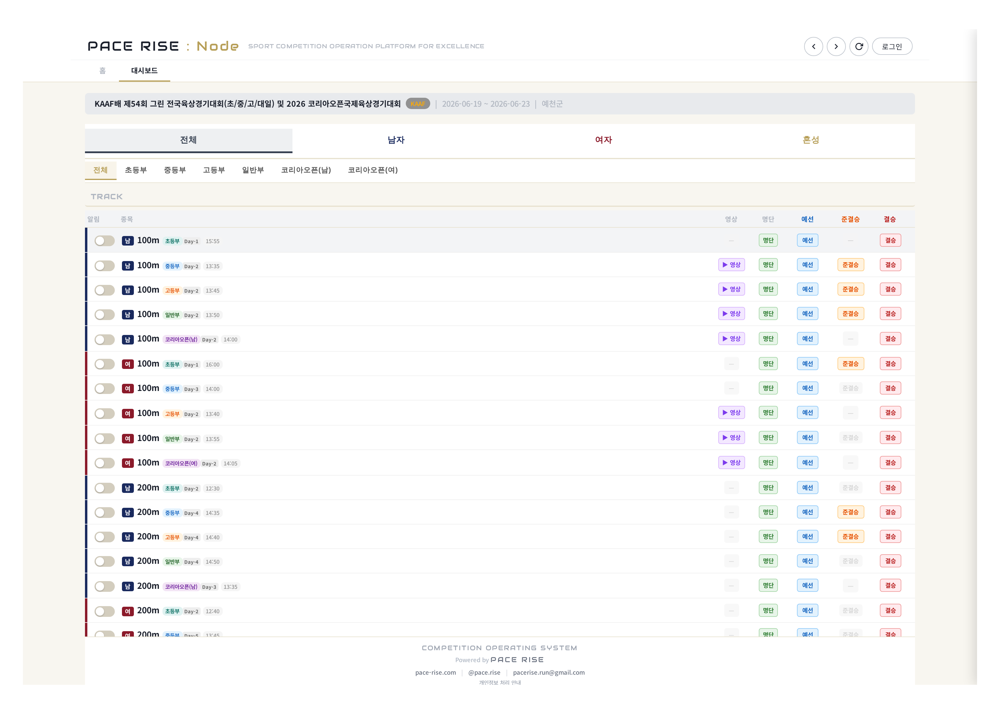 PACE RISE : Node SPORT COMPETITION OPERATION PLATFORM FOR EXCELLENCE 로그인
홈 대시보드
KAAF배 제54회 그린 전국육상경기대회(초/중/고/대일) 및 2026 코리아오픈국제육상경기대회 KAAF | 2026-06-19 ~ 2026-06-23 | 예천군
전체 남자 여자 혼성
전체 초등부 중등부 고등부 일반부 코리아오픈(남) 코리아오픈(여)
TRACK
알림 종목 영상 명단 예선 준결승 결승
남 100m 초등부 Day-1 15:55 — 명단 예선 — 결승
남 100m 중등부 Day-2 13:35 ▶ 영상 명단 예선 준결승 결승
남 100m 고등부 Day-2 13:45 ▶ 영상 명단 예선 준결승 결승
남 100m 일반부 Day-2 13:50 ▶ 영상 명단 예선 준결승 결승
남 100m 코리아오픈(남) Day-2 14:00 ▶ 영상 명단 예선 — 결승
여 100m 초등부 Day-1 16:00 — 명단 예선 준결승 결승
여 100m 중등부 Day-3 14:00 — 명단 예선 준결승 결승
여 100m 고등부 Day-2 13:40 ▶ 영상 명단 예선 — 결승
여 100m 일반부 Day-2 13:55 ▶ 영상 명단 예선 준결승 결승
여 100m 코리아오픈(여) Day-2 14:05 ▶ 영상 명단 예선 — 결승
남 200m 초등부 Day-2 12:30 — 명단 예선 준결승 결승
남 200m 중등부 Day-4 14:35 — 명단 예선 준결승 결승
남 200m 고등부 Day-4 14:40 — 명단 예선 준결승 결승
남 200m 일반부 Day-4 14:50 — 명단 예선 준결승 결승
남 200m 코리아오픈(남) Day-3 13:35 — 명단 예선 — 결승
여 200m 초등부 Day-2 12:40 — 명단 예선 준결승 결승
여 200m 중등부 Day-5 13:45 — 명단 예선 준결승 결승
COMPETITION OPERATING SYSTEM
Powered by PACE RISE
pace-rise.com | @pace.rise | pacerise.run@gmail.com
개인정보 처리 안내